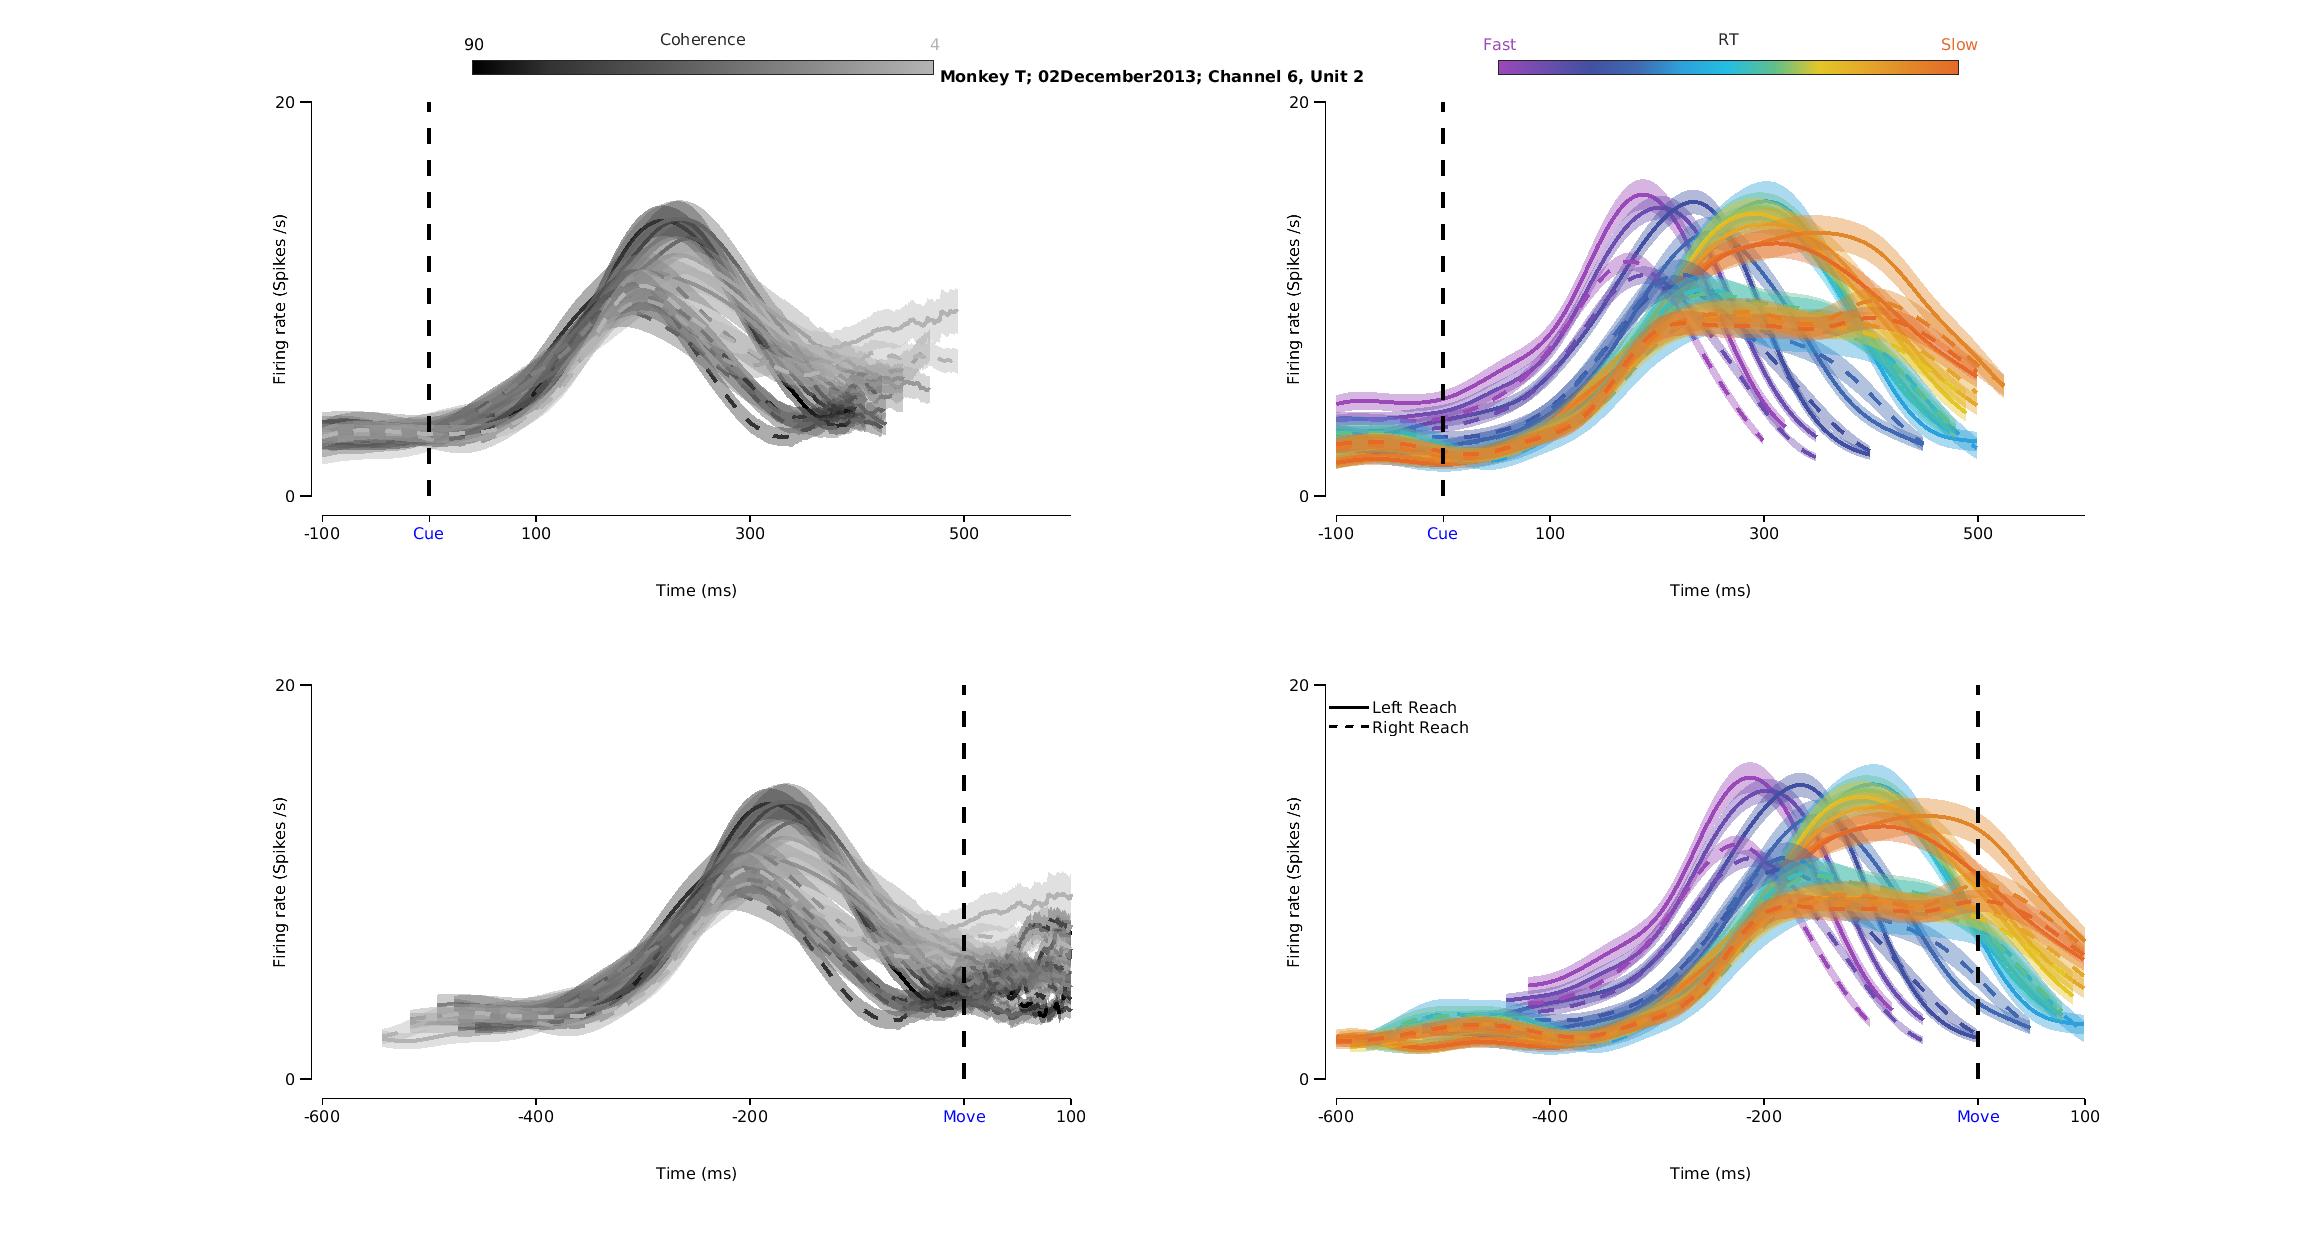 Coherence
90
4
Monkey T; 02December2013; Channel 6, Unit 2
RT
Fast
Slow
20
Firing rate (Spikes /s)
0
-100
Cue
100
300
500
Time (ms)
20
Firing rate (Spikes /s)
0
-100
Cue
100
300
500
Time (ms)
20
Firing rate (Spikes /s)
0
-600
-400
-200
Move
100
Time (ms)
20
Left Reach
Right Reach
Firing rate (Spikes /s)
0
-600
-400
-200
Move
100
Time (ms)